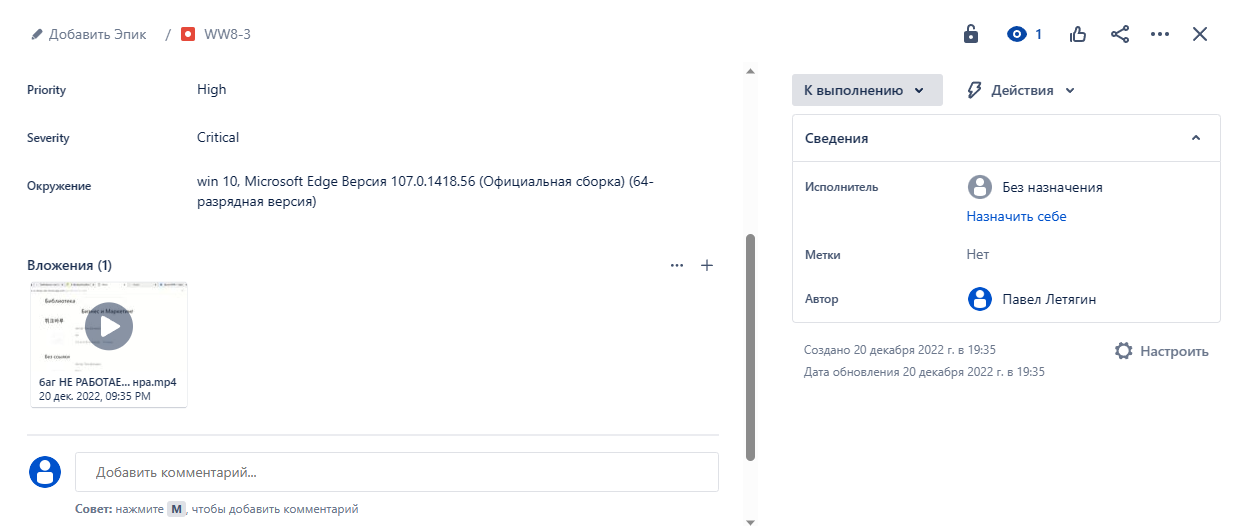 Добавить Эпик / WW8-3
1
Priority
High
Severity
Critical
Окружение
win 10, Microsoft Edge Версия 107.0.1418.56 (Официальная сборка) (64-
разрядная версия)
Вложения (1)
Библиотека
Бизнес и Маркетинг
Без ссылки
баг НЕ РАБОТАЕ... нра.mp4
20 дек. 2022, 09:35 PM
Добавить комментарий...
Совет: нажмите M, чтобы добавить комментарий
К выполнению
Действия
Сведения
Исполнитель
Без назначения
Назначить себе
Метки
Нет
Автор
Павел Летягин
Создано 20 декабря 2022 г. в 19:35
Настроить
Дата обновления 20 декабря 2022 г. в 19:35